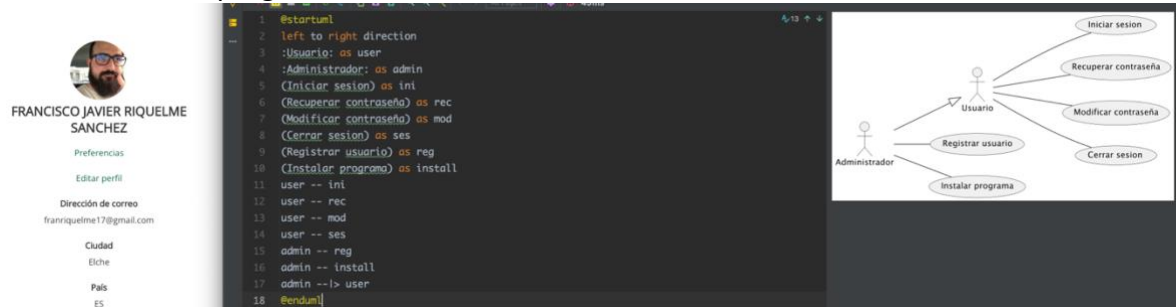 FRANCISCO JAVIER RIQUELME
SANCHEZ
Preferencias
Editar perfil
Dirección de correo
franriquelme17@gmail.com
Ciudad
Elche
País
ES
1 @startuml
2 left to right direction
3 :Usuario: as user
4 :Administrador: as admin
5 (Iniciar sesion) as ini
6 (Recuperar contraseña) as rec
7 (Modificar contraseña) as mod
8 (Cerrar sesion) as ses
9 (Registrar usuario) as reg
10 (Instalar programa) as install
11 user -- ini
12 user -- rec
13 user -- mod
14 user -- ses
15 admin -- reg
16 admin -- install
17 admin --|> user
18 @enduml
13
Iniciar sesion
Recuperar contraseña
Usuario
Modificar contraseña
Registrar usuario
Cerrar sesion
Administrador
Instalar programa